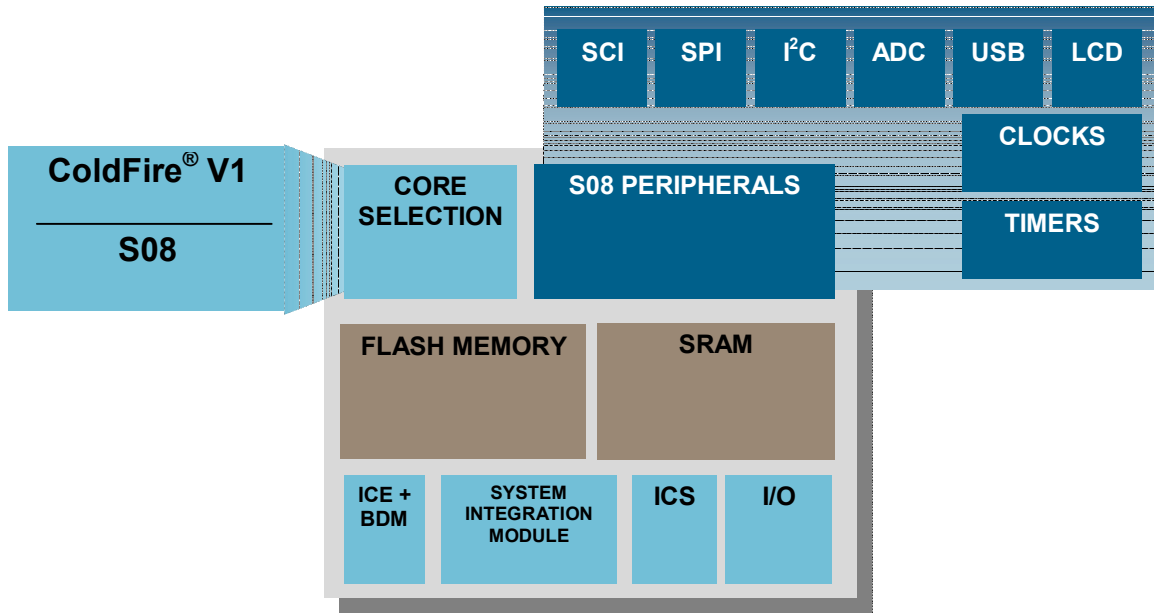 SCI
SPI
I²C
ADC
USB
LCD
CLOCKS
TIMERS
ColdFire® V1
S08
CORE
SELECTION
S08 PERIPHERALS
FLASH MEMORY
SRAM
ICE +
BDM
SYSTEM
INTEGRATION
MODULE
ICS
I/O